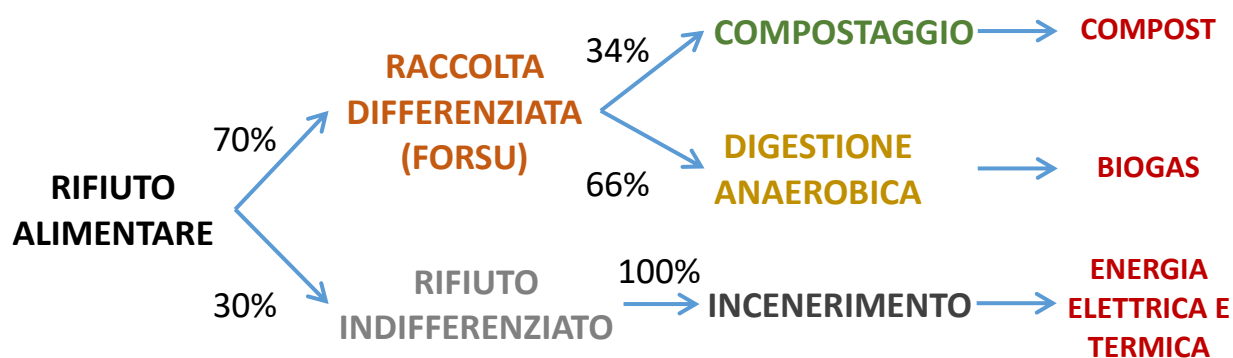 RIFIUTO
ALIMENTARE
70%
30%
RACCOLTA
DIFFERENZIATA
(FORSU)
34%
66%
COMPOSTAGGIO
COMPOST
DIGESTIONE
ANAEROBICA
BIOGAS
RIFIUTO
INDIFFERENZIATO
100%
INCENERIMENTO
ENERGIA
ELETTRICA E
TERMICA